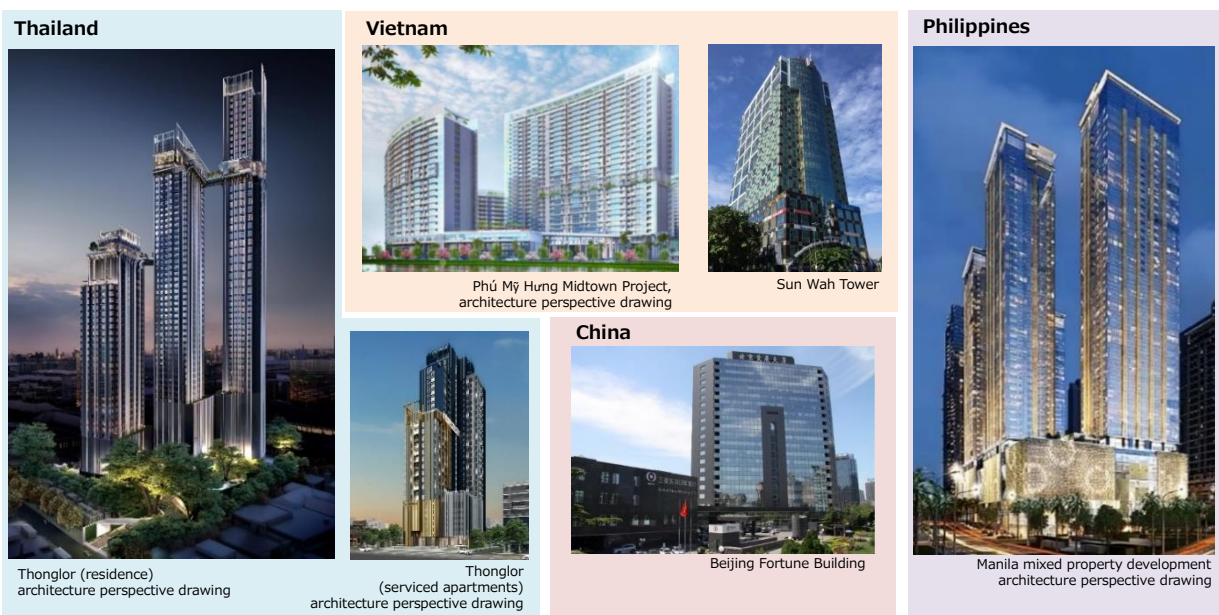 Thailand
Thonglor (residence)
architecture perspective drawing
Thonglor
(serviced apartments)
architecture perspective drawing
Vietnam
Phú Mỹ Hưng Midtown Project,
architecture perspective drawing
Sun Wah Tower
China
Beijing Fortune Building
Philippines
Manila mixed property development
architecture perspective drawing